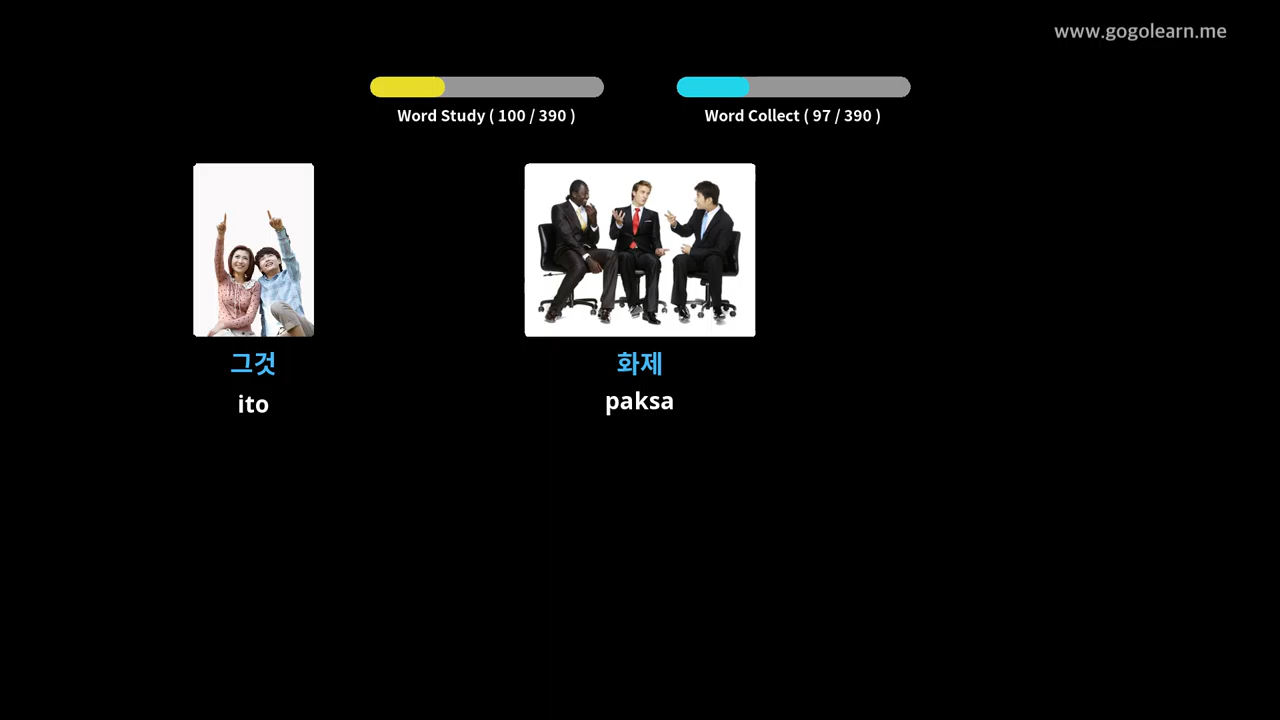 www.gogolearn.me
Word Study ( 100 / 390 )
Word Collect ( 97 / 390 )
그것
ito
화제
paksa